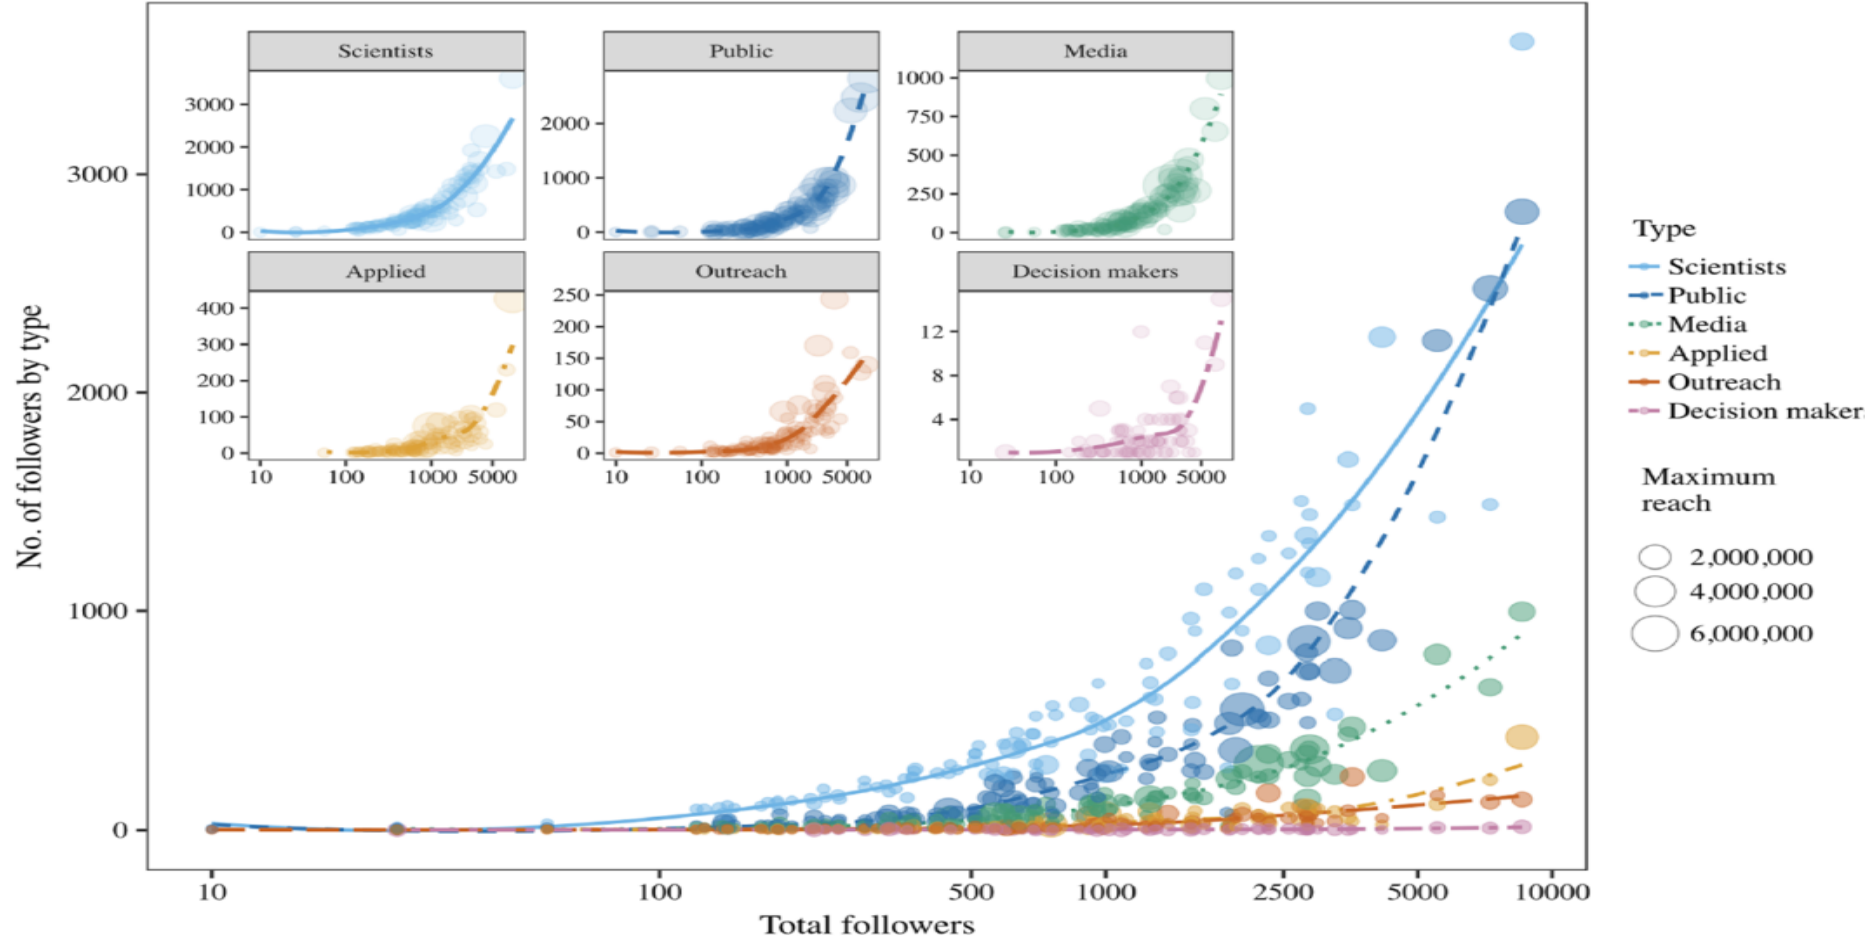 Scientists
Public
Media
3000
2000
1000
0
2000
1000
0
1000
750
500
250
0
Applied
Outreach
Decision makers
400
300
200
100
0
250
200
150
100
50
0
12
8
4
10 100 1000 5000
10 100 1000 5000
10 100 1000 5000
No. of followers by type
3000
2000
1000
0
10 100 500 1000 2500 5000 10000
Total followers
Type
Scientists
Public
Media
Applied
Outreach
Decision maker
Maximum
reach
2,000,000
4,000,000
6,000,000